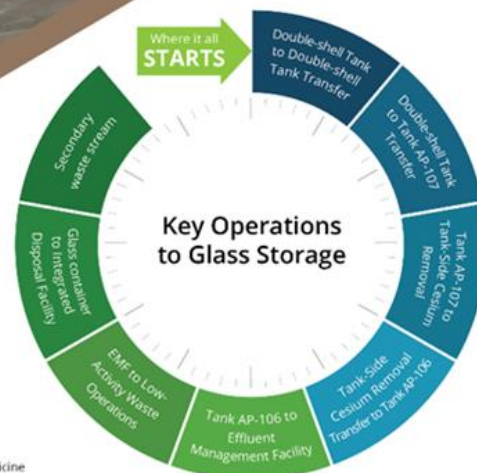 Where it all
STARTS
Double-shell Tank
to Double-shell
Tank Transfer
Double-shell Tank
to Tank AP-107
Transfer
Tank AP-107 to
Tank-Side Cesium
Removal
Tank-Side
Cesium Removal
Transfer to Tank AP-106
Tank AP-106 to
Effluent
Management Facility
EMF to Low-
Activity Waste
Operations
Glass container
to Integrated
Disposal Facility
Secondary
waste stream
Key Operations
to Glass Storage